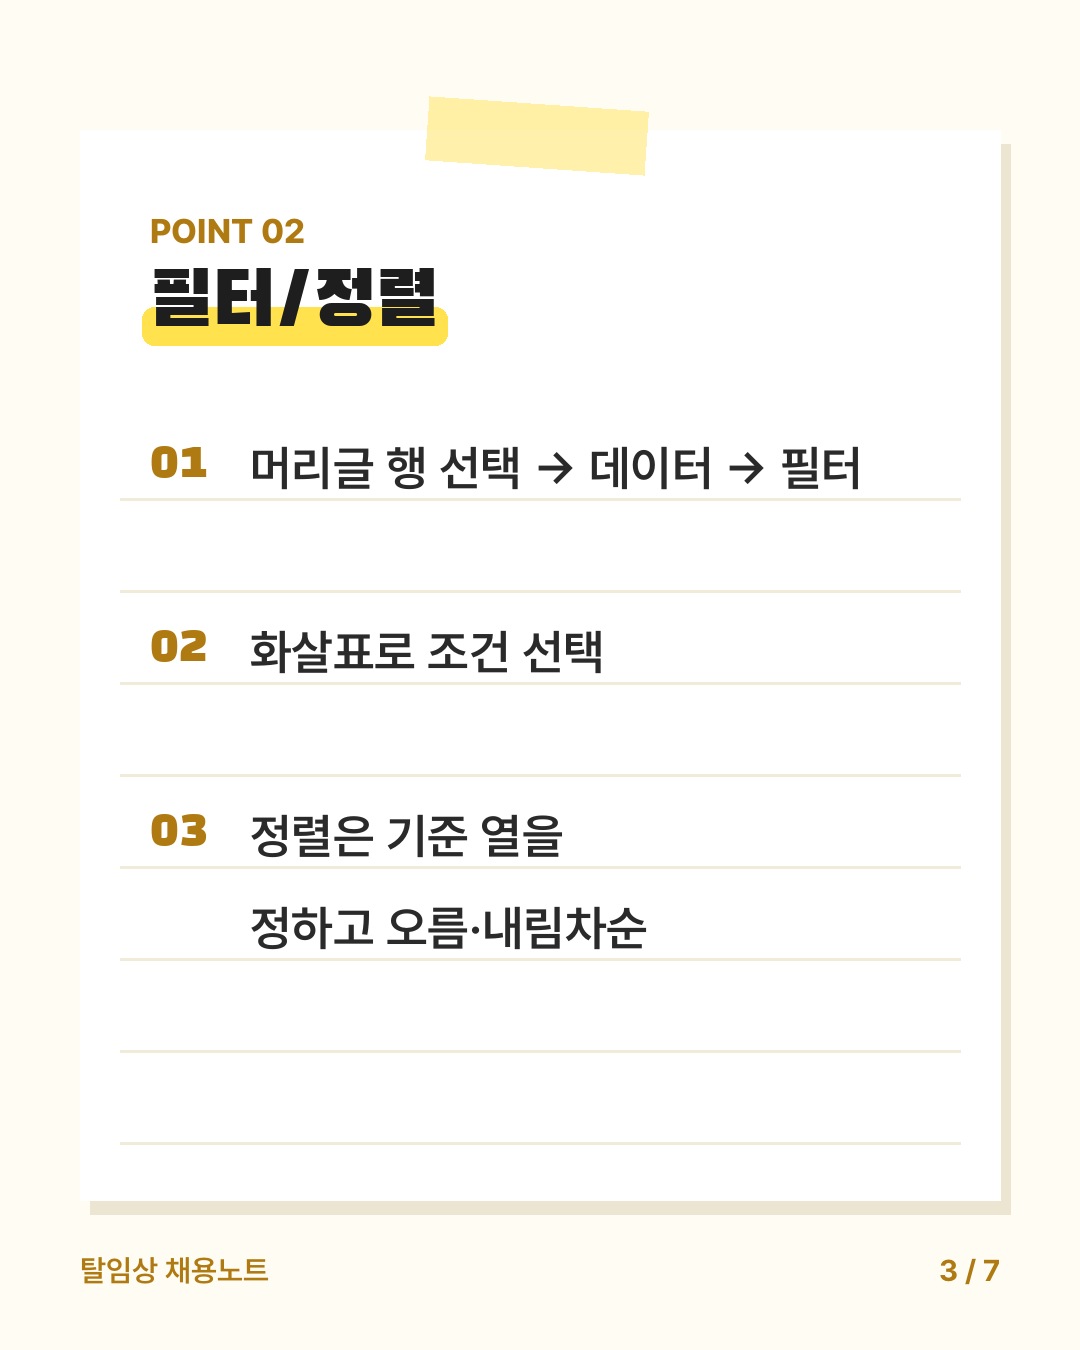 POINT 02
필터/정렬
01 머리글 행 선택 → 데이터 → 필터
02 화살표로 조건 선택
03 정렬은 기준 열을
정하고 오름·내림차순
탈임상 채용노트
3 / 7